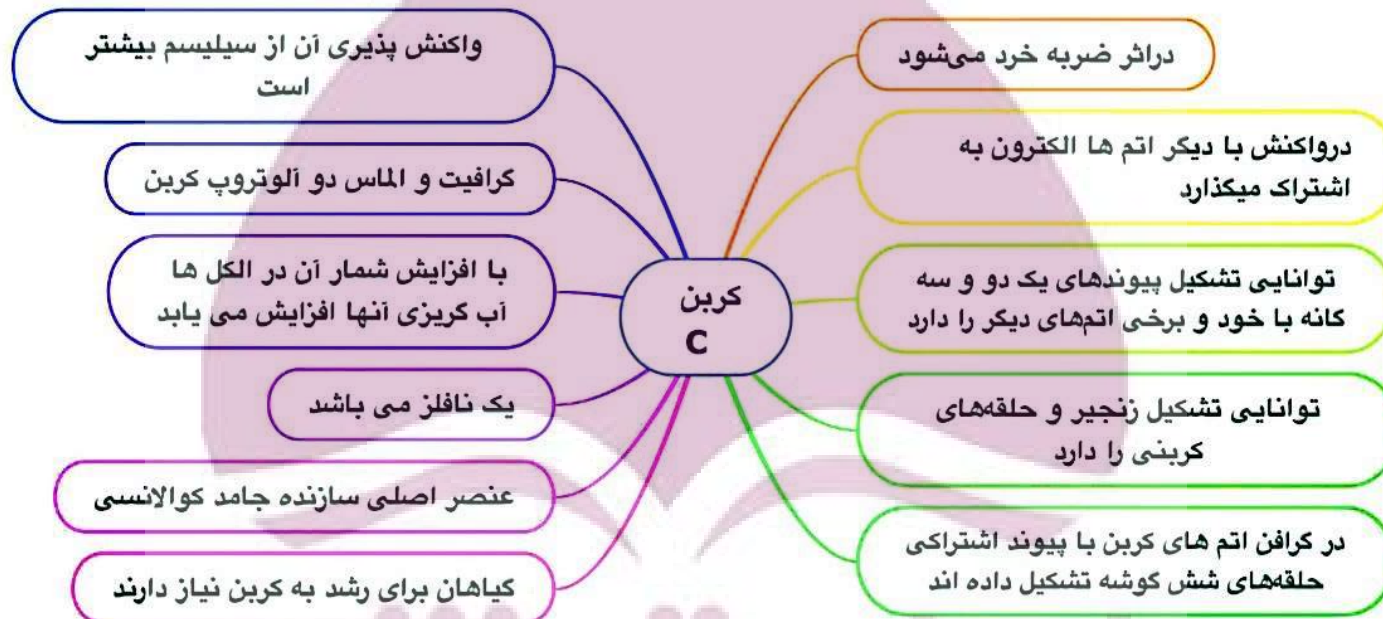 دراثر ضربه خرد می‌شود
درواکنش با دیگر اتم ها الکترون به
اشتراک میگذارد
توانایی تشکیل پیوندهای یک دو و سه
گانه با خود و برخی اتم‌های دیگر را دارد
توانایی تشکیل زنجیر و حلقه‌های
کربنی را دارد
در گرافن اتم های کربن با پیوند اشتراکی
حلقه‌های شش گوشه تشکیل داده اند
کربن
C
واکنش پذیری آن از سیلیسم بیشتر
است
گرافیت و الماس دو آلوتروپ کربن
با افزایش شمار آن در الکل ها
آب گریزی آنها افزایش می یابد
یک نافلز می باشد
عنصر اصلی سازنده جامد کوالانسی
گیاهان برای رشد به کربن نیاز دارند